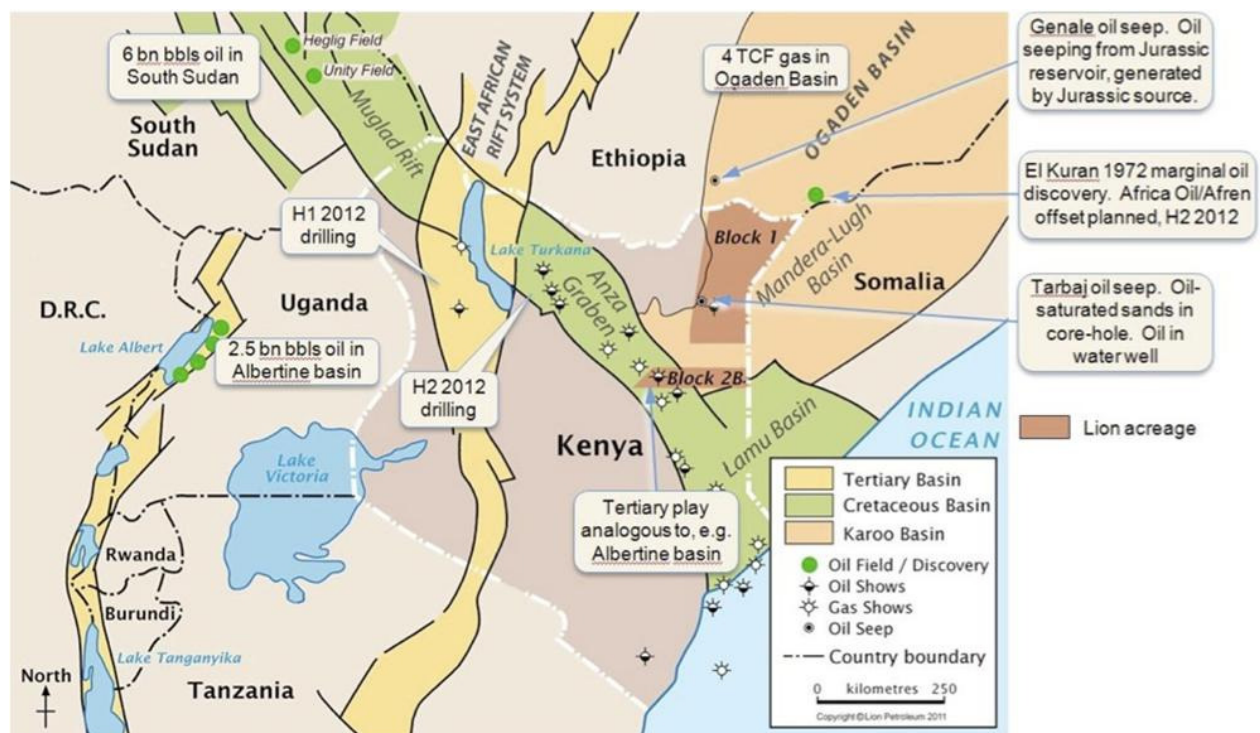 6 bn bbls oil in
South Sudan
Heglig Field
Unity Field
South
Sudan
Muglad Rift
EAST AFRICAN
RIFT SYSTEM
4 TCF gas in
Ogaden Basin
OGADEN BASIN
Ethiopia
Genale oil seep. Oil
seeping from Jurassic
reservoir, generated
by Jurassic source.
El Kuran 1972 marginal oil
discovery. Africa Oil/Afren
offset planned, H2 2012
H1 2012
drilling
Lake Turkana
Block 1
Mandera-Lugh
Basin
Somalia
Anza
Graben
Tarbaj oil seep. Oil-
saturated sands in
core-hole. Oil in
water well
D.R.C.
Uganda
Lake Albert
2.5 bn bbls oil in
Albertine basin
H2 2012
drilling
Block 2B
Lion acreage
Kenya
Lamu Basin
INDIAN
OCEAN
Lake
Victoria
Tertiary play
analogous to, e.g.
Albertine basin
Rwanda
Burundi
Lake Tanganyika
Tanzania
North
Tertiary Basin
Cretaceous Basin
Karoo Basin
Oil Field / Discovery
Oil Shows
Gas Shows
Oil Seep
Country boundary
0 kilometres 250
Copyright©Lion Petroleum 2011